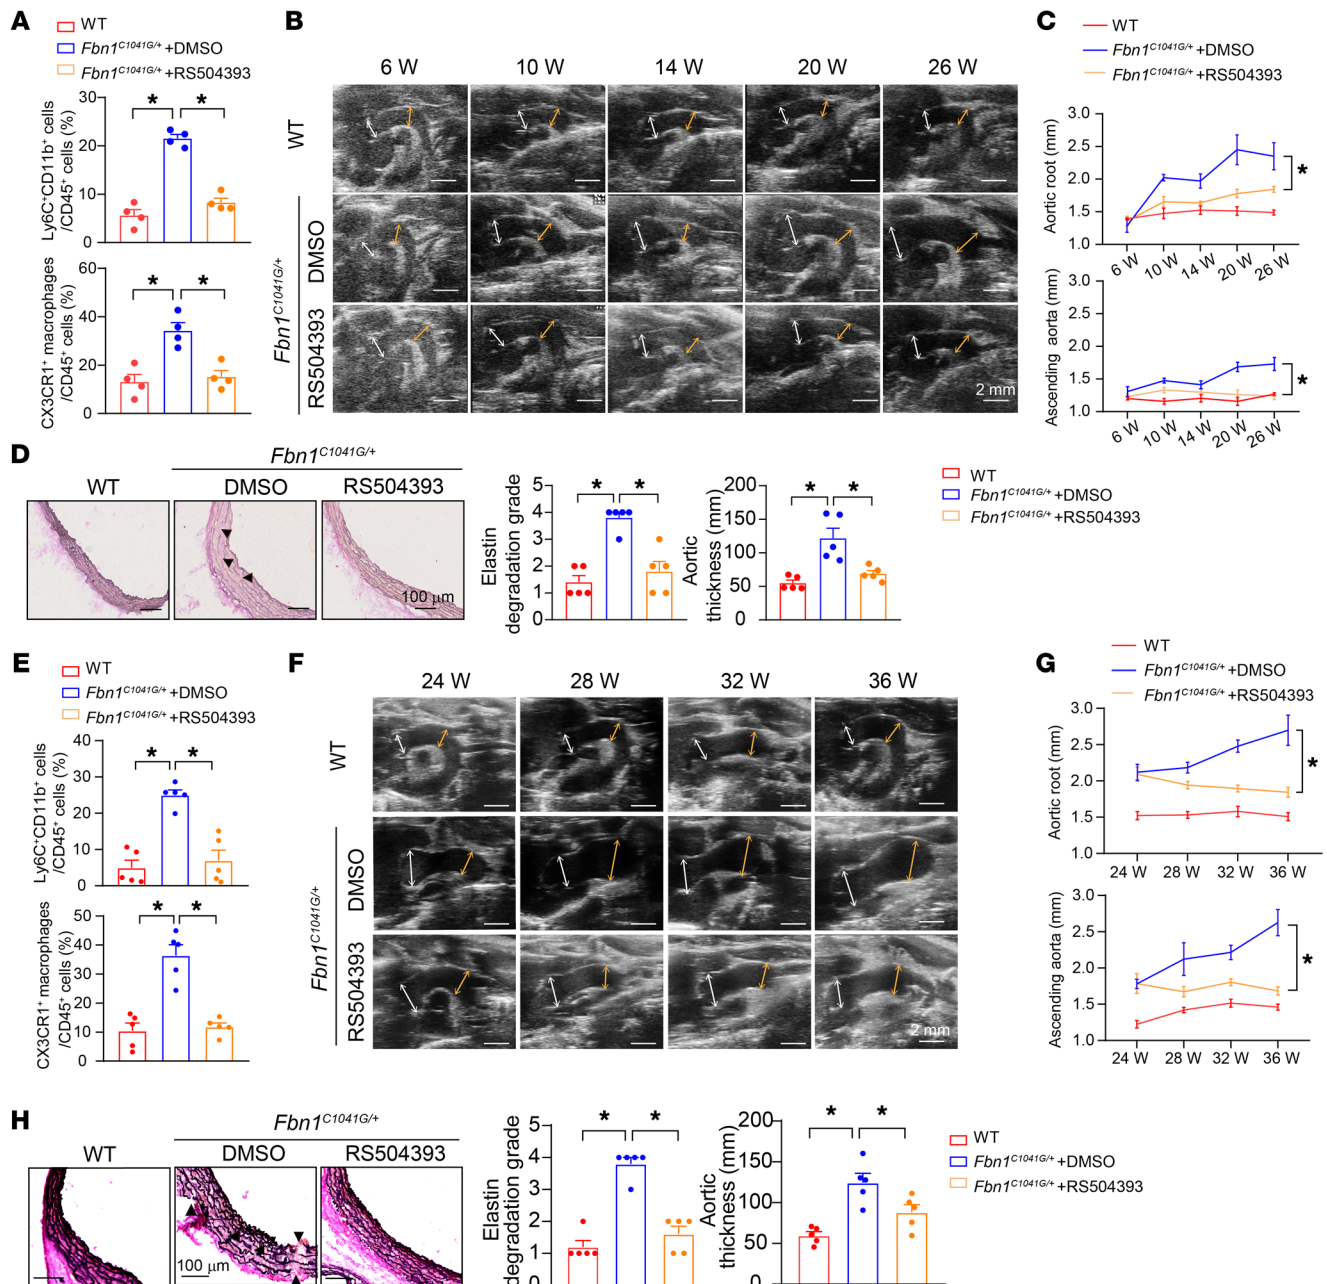 A
WT
Fbn1C1041G/+ +DMSO
Fbn1C1041G/+ +RS504393
Ly6C+CD11b+ cells
/CD45+ cells (%)
30
20
10
0
* *
CX3CR1+ macrophages
/CD45+ cells (%)
60
40
20
0
* *
B
6 W 10 W 14 W 20 W 26 W
WT
Fbn1C1041G/+
DMSO
RS504393
2 mm
C
WT
Fbn1C1041G/+ +DMSO
Fbn1C1041G/+ +RS504393
Aortic root (mm)
3.0
2.5
2.0
1.5
1.0
*
6 W 10 W 14 W 20 W 26 W
Ascending aorta (mm)
3.0
2.5
2.0
1.5
1.0
*
6 W 10 W 14 W 20 W 26 W
D
Fbn1C1041G/+
WT DMSO RS504393
100 µm
Elastin
degradation grade
5
4
3
2
1
0
* *
Aortic
thickness (mm)
200
150
100
50
0
* *
WT
Fbn1C1041G/+ +DMSO
Fbn1C1041G/+ +RS504393
E
WT
Fbn1C1041G/+ +DMSO
Fbn1C1041G/+ +RS504393
Ly6C+CD11b+ cells
/CD45+ cells (%)
40
30
20
10
0
* *
CX3CR1+ macrophages
/CD45+ cells (%)
50
40
30
20
10
0
* *
F
24 W 28 W 32 W 36 W
WT
Fbn1C1041G/+
DMSO
RS504393
2 mm
G
WT
Fbn1C1041G/+ +DMSO
Fbn1C1041G/+ +RS504393
Aortic root (mm)
3.0
2.5
2.0
1.5
1.0
*
24 W 28 W 32 W 36 W
Ascending aorta (mm)
3.0
2.5
2.0
1.5
1.0
*
24 W 28 W 32 W 36 W
H
Fbn1C1041G/+
WT DMSO RS504393
100 µm
Elastin
degradation grade
5
4
3
2
1
0
* *
Aortic
thickness (mm)
200
150
100
50
0
* *
WT
Fbn1C1041G/+ +DMSO
Fbn1C1041G/+ +RS504393